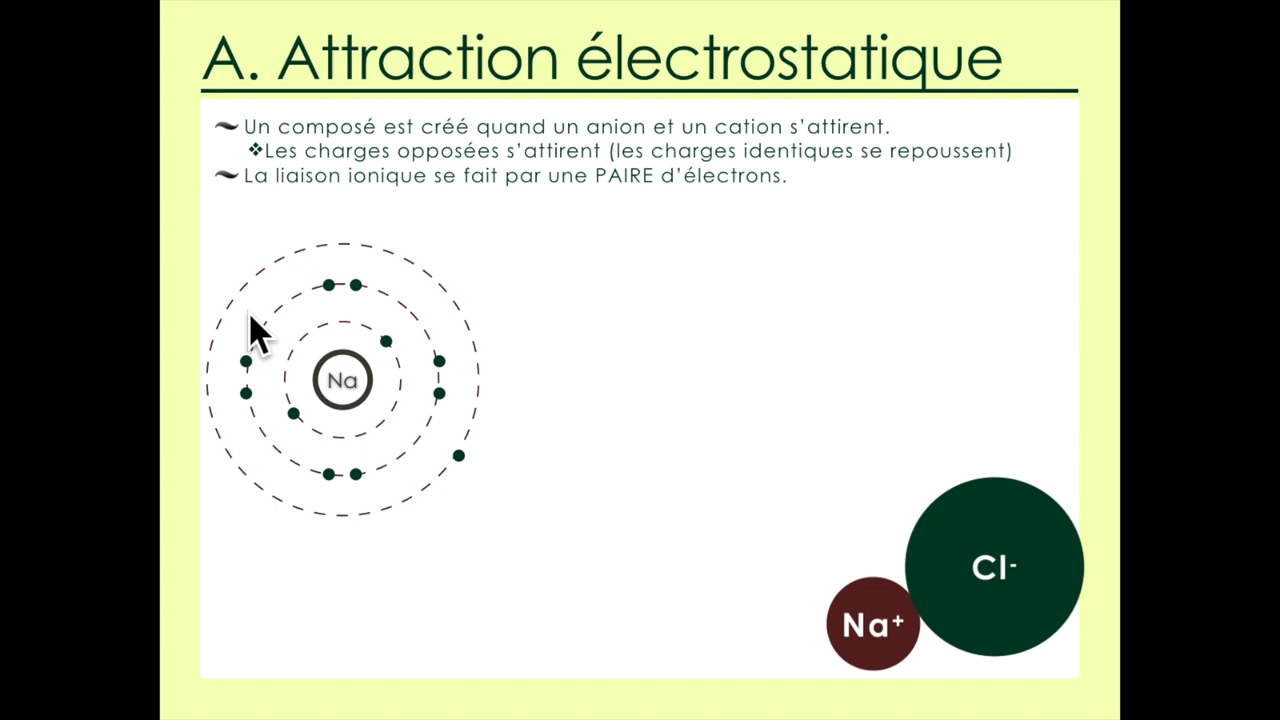 A. Attraction électrostatique
Un composé est créé quand un anion et un cation s’attirent.
❖Les charges opposées s’attirent (les charges identiques se repoussent)
La liaison ionique se fait par une PAIRE d’électrons.
Na
Cl-
Na+